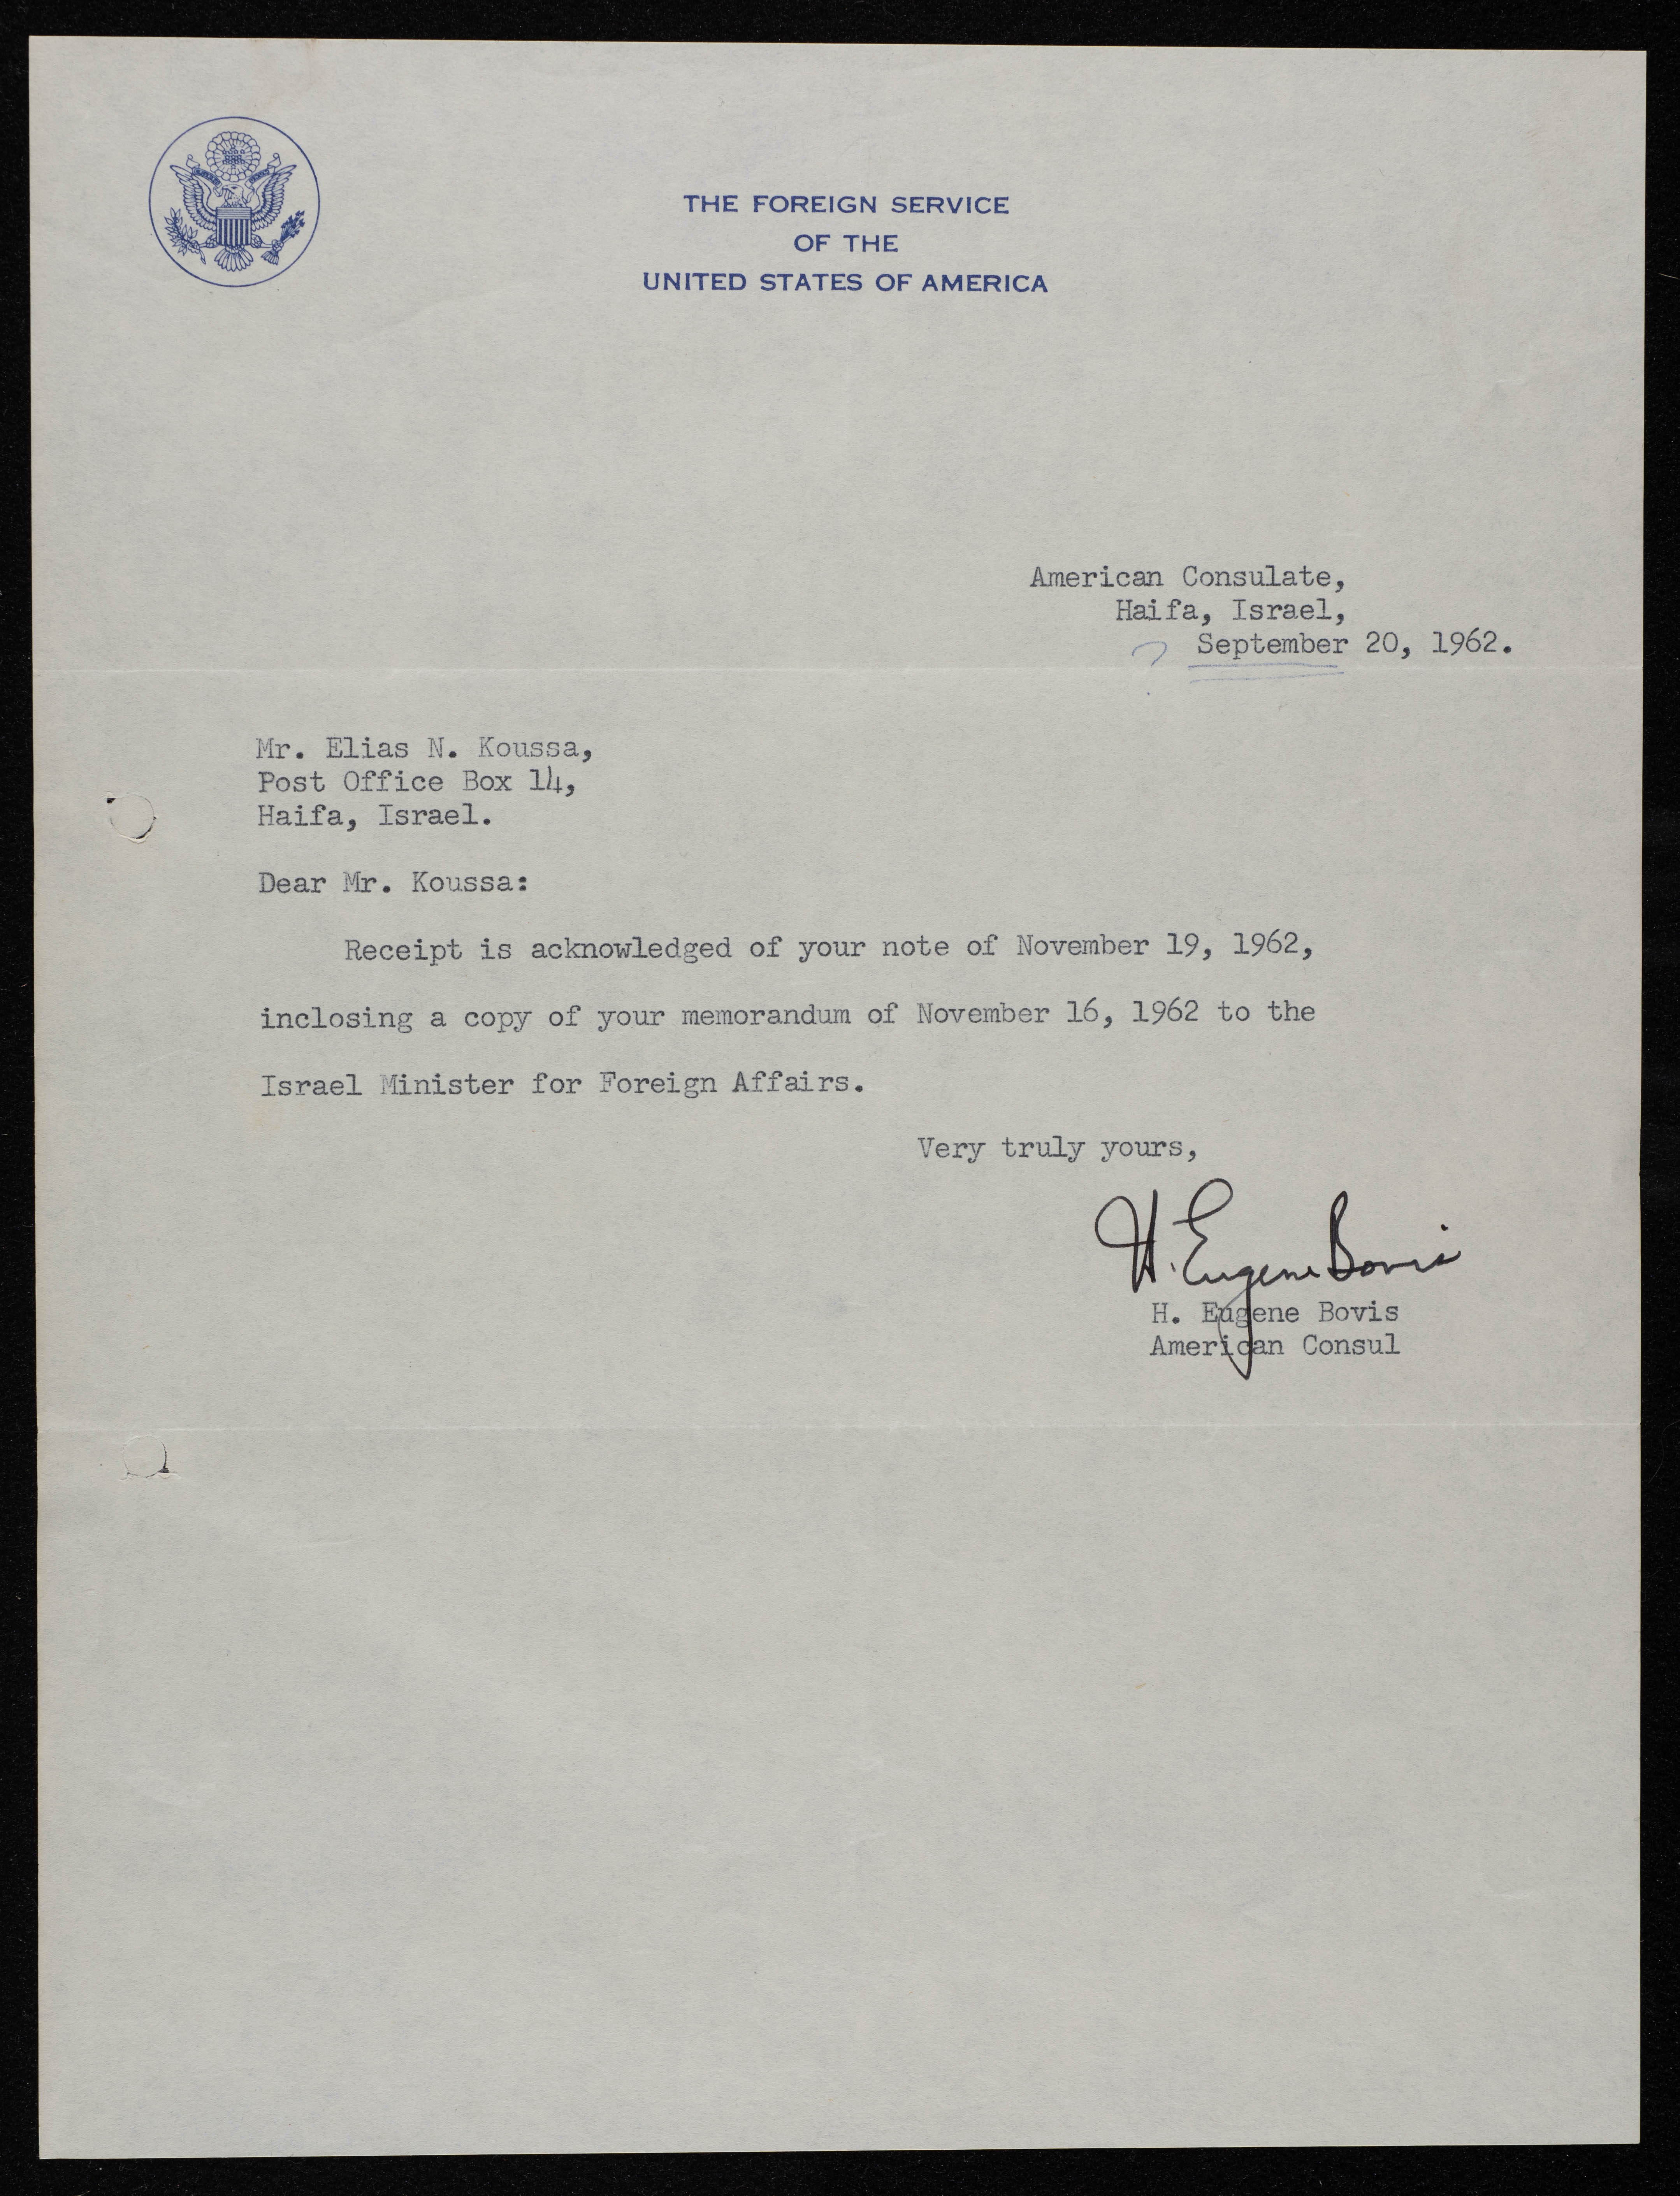 THE FOREIGN SERVICE
OF THE
UNITED STATES OF AMERICA
American Consulate,
Haifa, Israel,
? September 20, 1962.
Mr. Elias N. Koussa,
Post Office Box 14,
Haifa, Israel.
Dear Mr. Koussa:
Receipt is acknowledged of your note of November 19, 1962,
inclosing a copy of your memorandum of November 16, 1962 to the
Israel Minister for Foreign Affairs.
Very truly yours,
H. Eugene Bovis
H. Eugene Bovis
American Consul